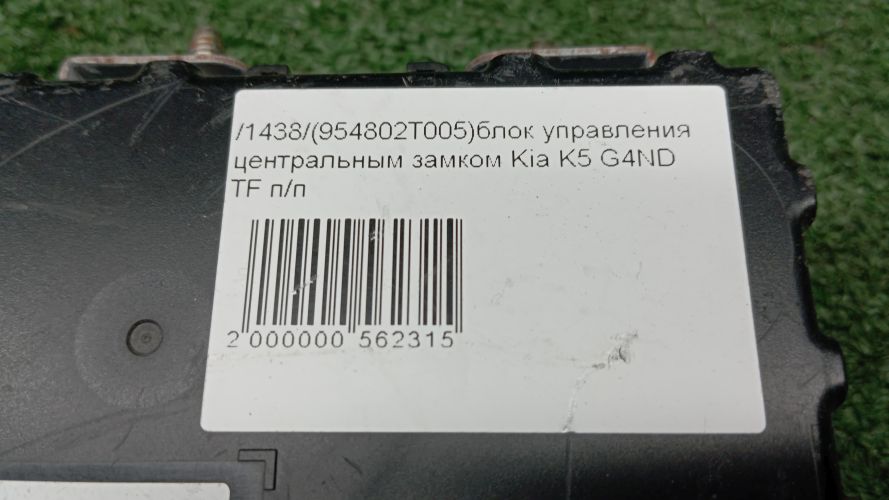 /1438/(954802T005)блок управления
центральным замком Kia K5 G4ND
TF п/п
2 000000 562315